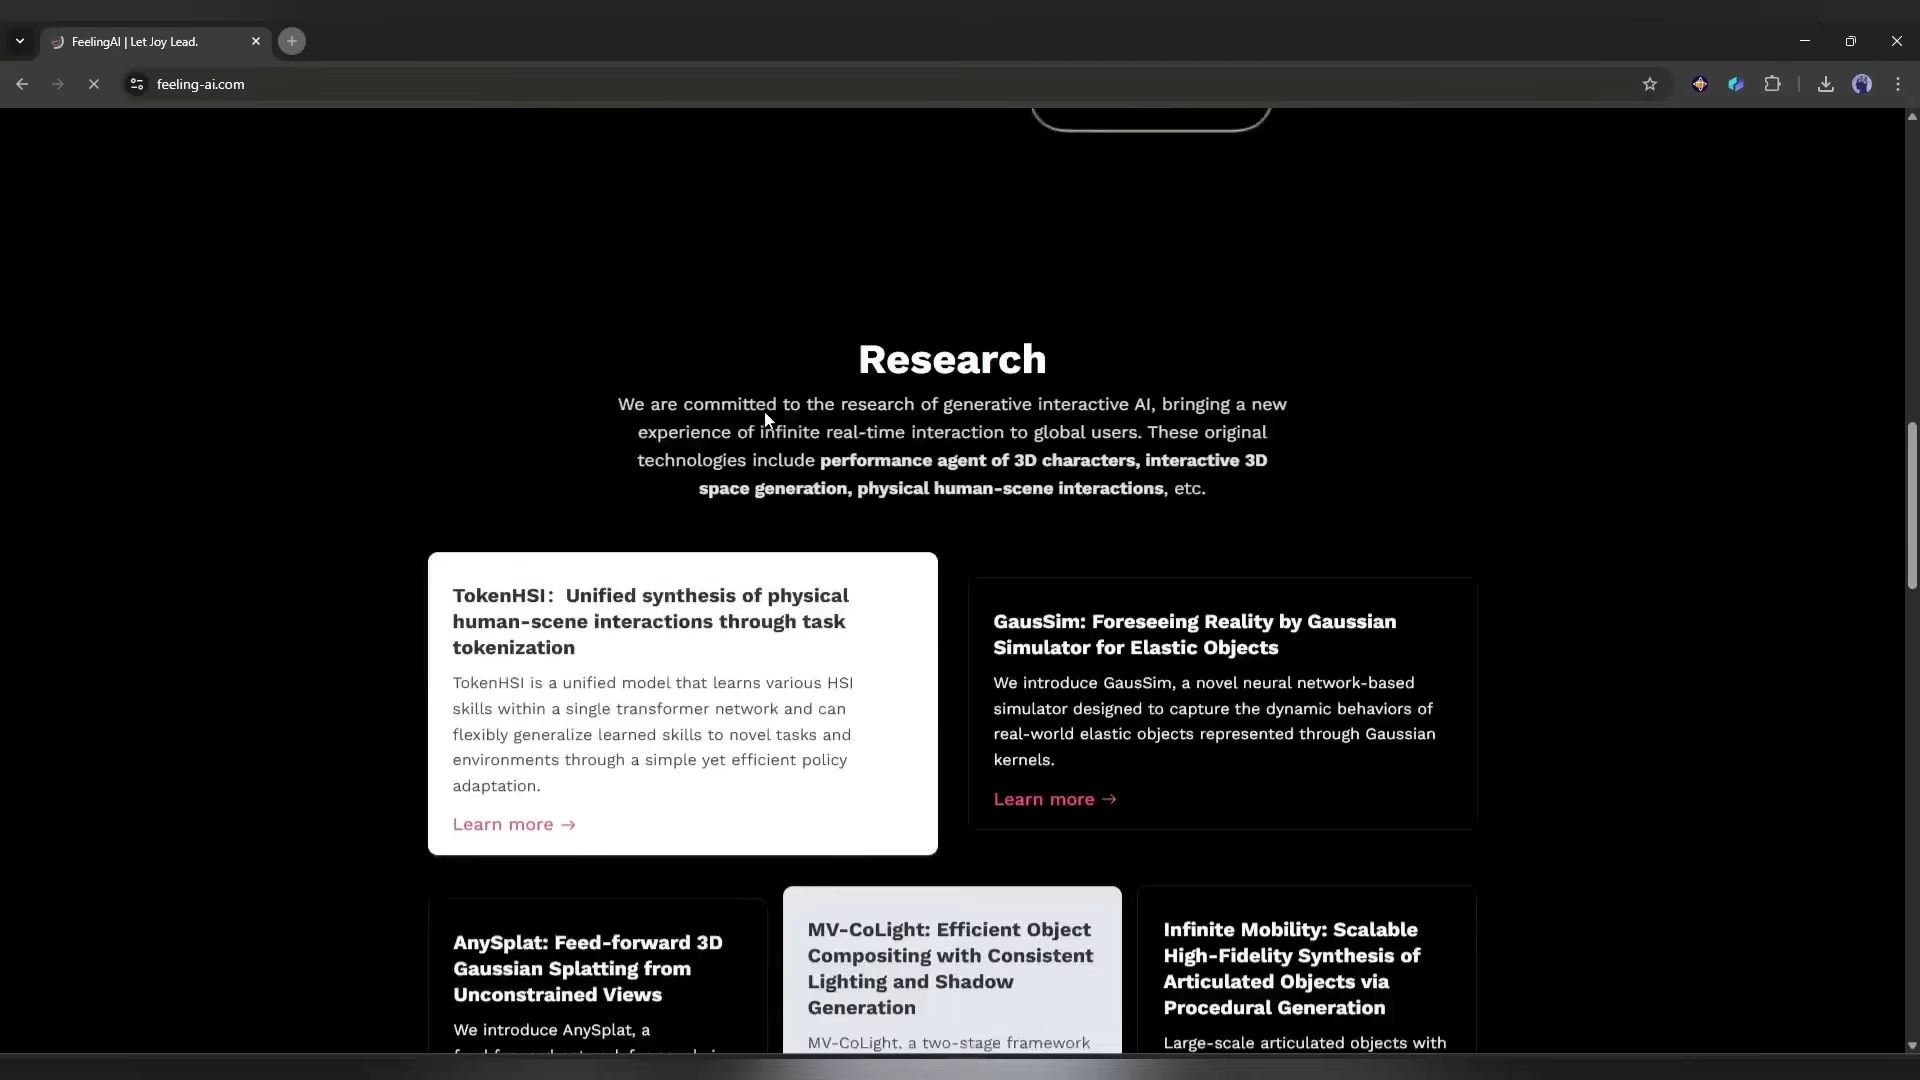 FeelingAI | Let Joy Lead.
feeling-ai.com
Research
We are committed to the research of generative interactive AI, bringing a new
experience of infinite real-time interaction to global users. These original
technologies include performance agent of 3D characters, interactive 3D
space generation, physical human-scene interactions, etc.
TokenHSI: Unified synthesis of physical
human-scene interactions through task
tokenization
TokenHSI is a unified model that learns various HSI
skills within a single transformer network and can
flexibly generalize learned skills to novel tasks and
environments through a simple yet efficient policy
adaptation.
Learn more →
GausSim: Foreseeing Reality by Gaussian
Simulator for Elastic Objects
We introduce GausSim, a novel neural network-based
simulator designed to capture the dynamic behaviors of
real-world elastic objects represented through Gaussian
kernels.
Learn more →
AnySplat: Feed-forward 3D
Gaussian Splatting from
Unconstrained Views
We introduce AnySplat, a
MV-CoLight: Efficient Object
Compositing with Consistent
Lighting and Shadow
Generation
MV-CoLight, a two-stage framework
Infinite Mobility: Scalable
High-Fidelity Synthesis of
Articulated Objects via
Procedural Generation
Large-scale articulated objects with